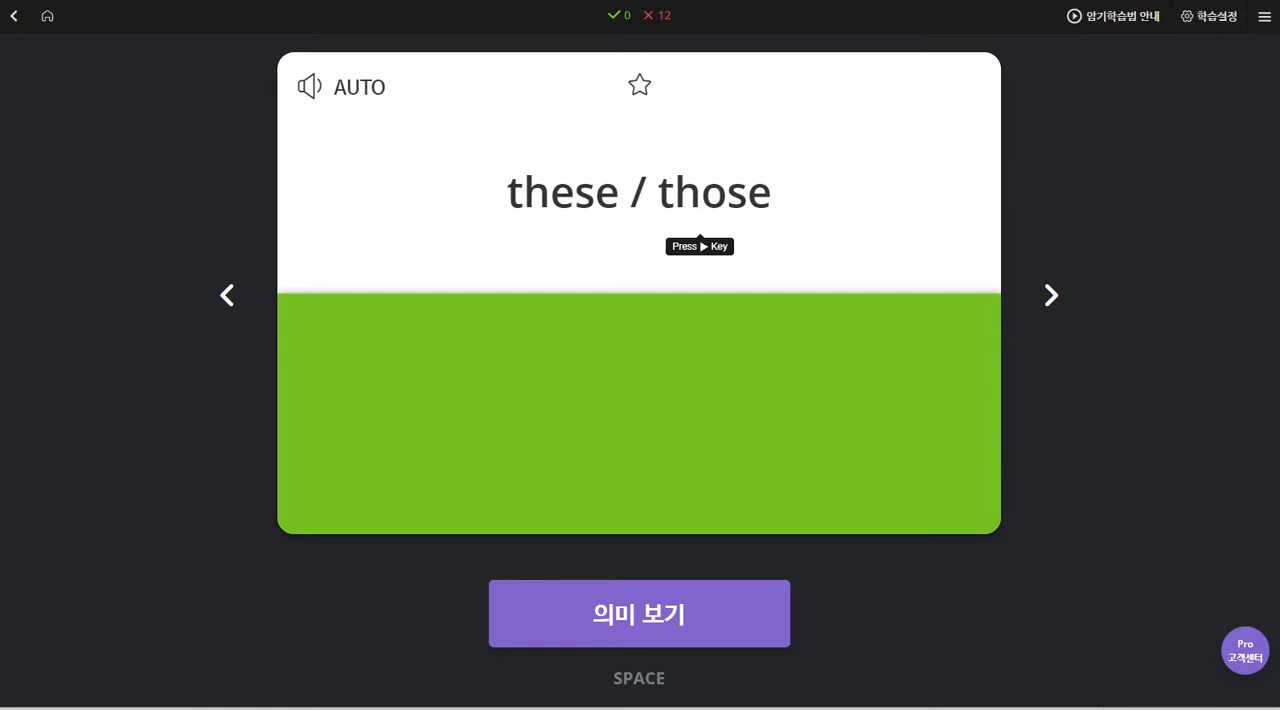 0 12 암기학습법 안내 학습설정
AUTO
these / those
Press ▶ Key
의미 보기
SPACE
Pro
고객센터